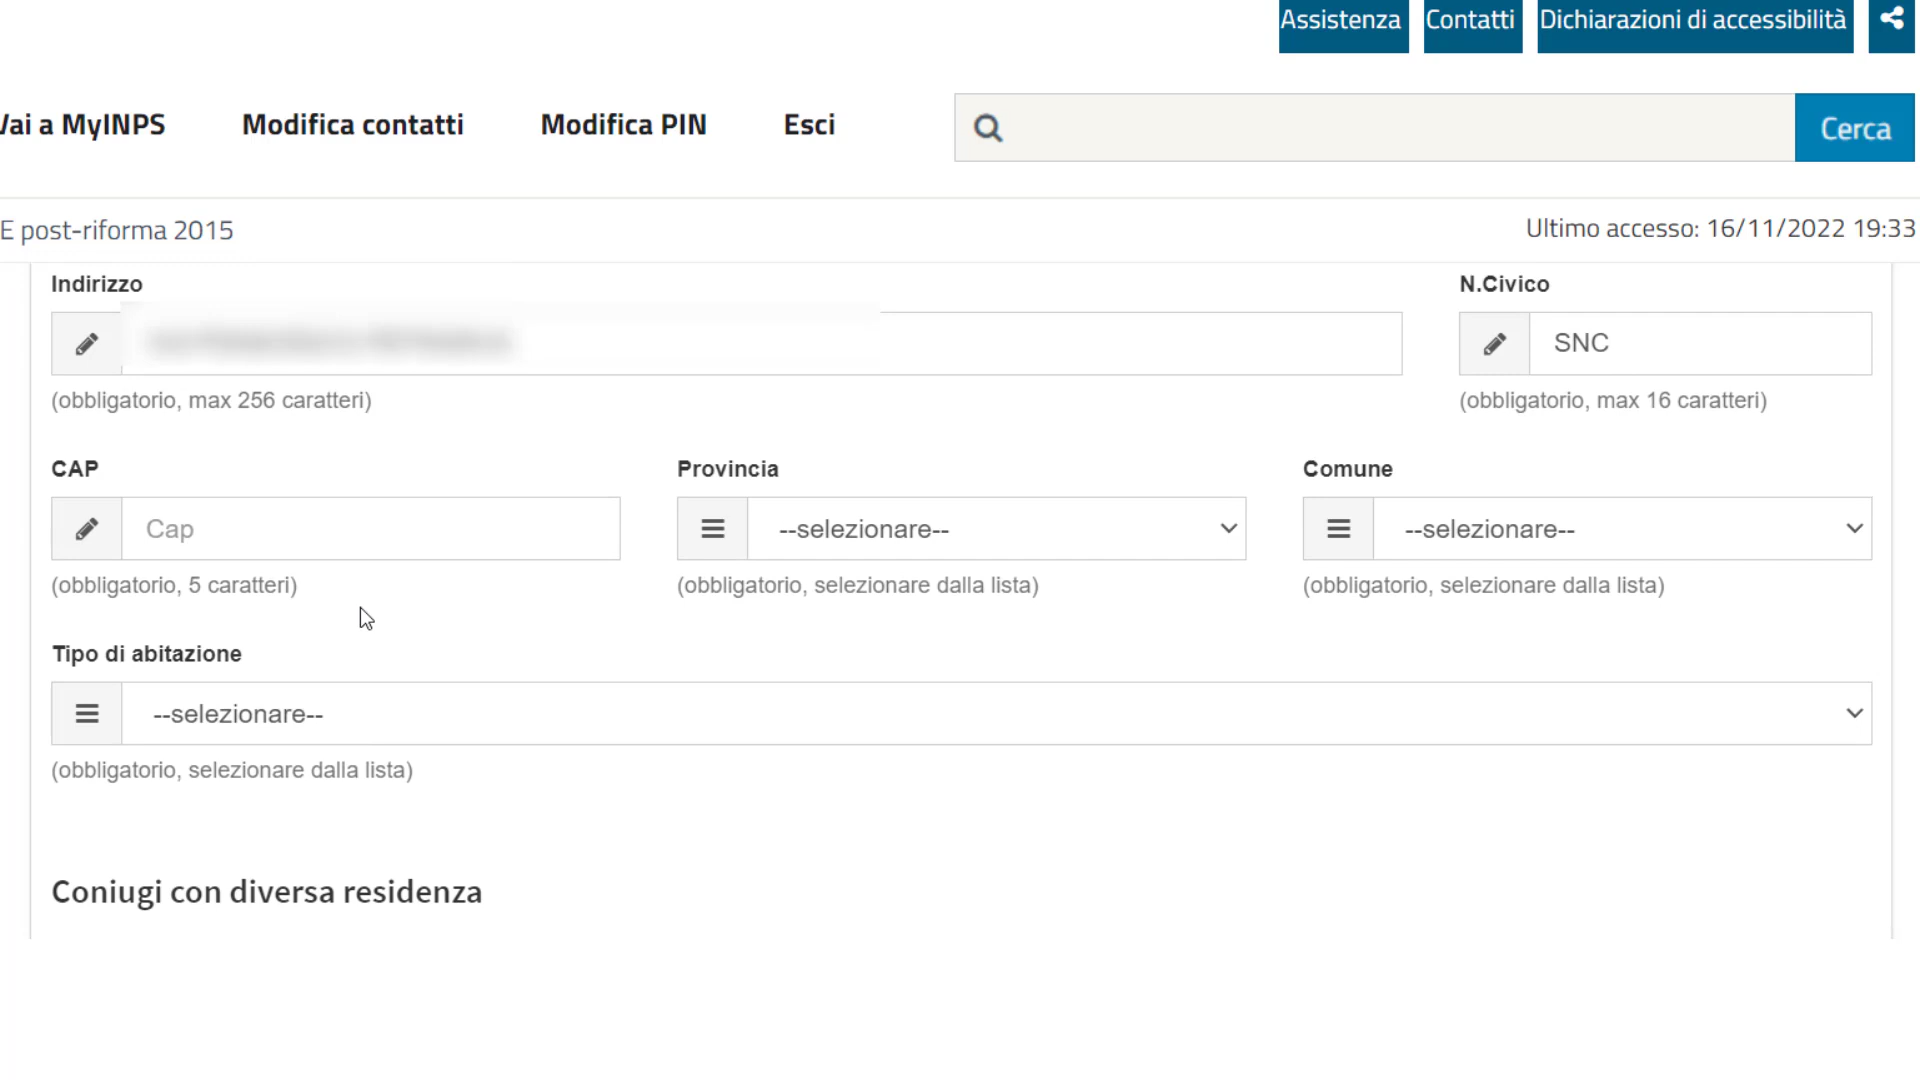 Assistenza Contatti Dichiarazioni di accessibilità
Vai a MyINPS Modifica contatti Modifica PIN Esci Cerca
E post-riforma 2015 Ultimo accesso: 16/11/2022 19:33
Indirizzo N.Civico
SNC
(obbligatorio, max 256 caratteri) (obbligatorio, max 16 caratteri)
CAP Provincia Comune
Cap --selezionare-- --selezionare--
(obbligatorio, 5 caratteri) (obbligatorio, selezionare dalla lista) (obbligatorio, selezionare dalla lista)
Tipo di abitazione
--selezionare--
(obbligatorio, selezionare dalla lista)
Coniugi con diversa residenza